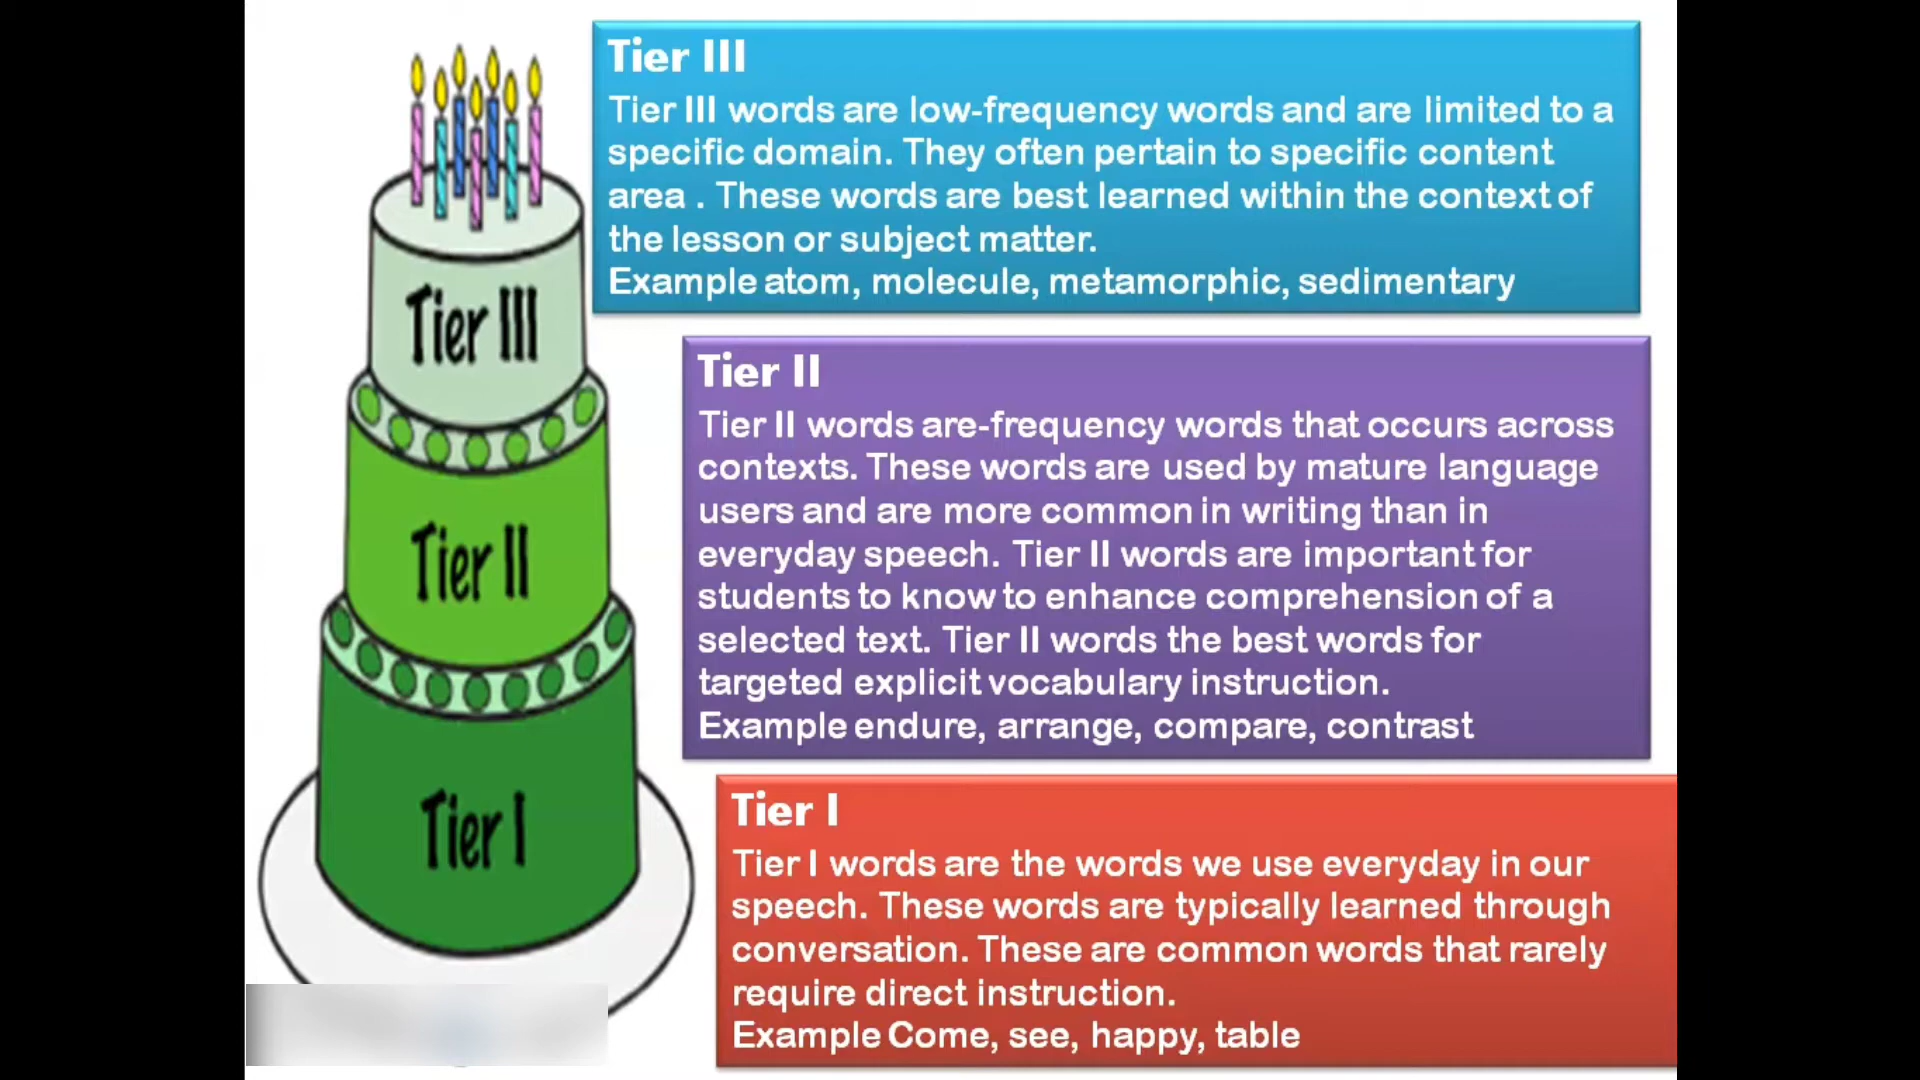 Tier III
Tier III words are low-frequency words and are limited to a
specific domain. They often pertain to specific content
area . These words are best learned within the context of
the lesson or subject matter.
Example atom, molecule, metamorphic, sedimentary
Tier III
Tier II
Tier II words are-frequency words that occurs across
contexts. These words are used by mature language
users and are more common in writing than in
everyday speech. Tier II words are important for
students to know to enhance comprehension of a
selected text. Tier II words the best words for
targeted explicit vocabulary instruction.
Example endure, arrange, compare, contrast
Tier II
Tier I
Tier I words are the words we use everyday in our
speech. These words are typically learned through
conversation. These are common words that rarely
require direct instruction.
Example Come, see, happy, table
Tier I